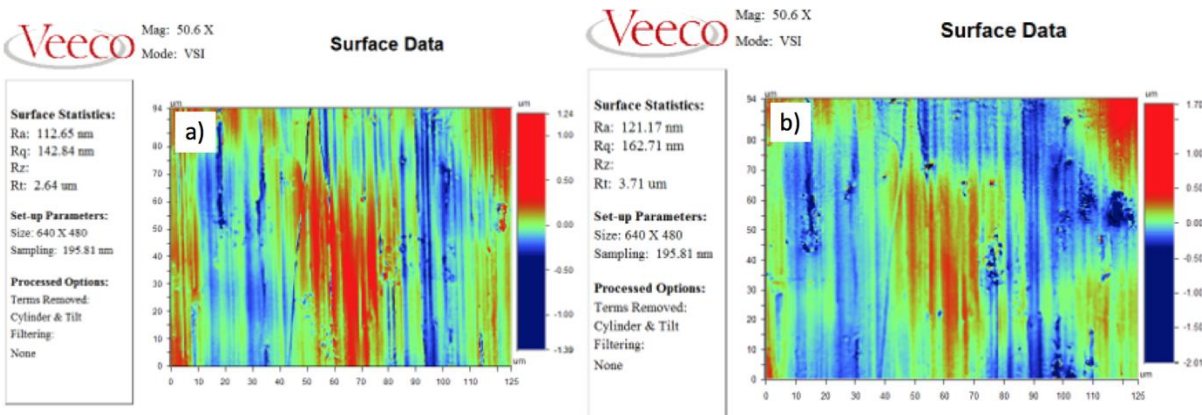 Veeco
Mag: 50.6 X
Mode: VSI
Surface Data
Surface Statistics:
Ra: 112.65 nm
Rq: 142.84 nm
Rz:
Rt: 2.64 um
Set-up Parameters:
Size: 640 X 480
Sampling: 195.81 nm
Processed Options:
Terms Removed:
Cylinder & Tilt
Filtering:
None
um
94
80
70
60
50
40
30
20
10
0
a)
0 10 20 30 40 50 60 70 80 90 100 110 125
um
um
1.24
0.50
0.00
-0.50
-1.00
-1.39
Veeco
Mag: 50.6 X
Mode: VSI
Surface Data
Surface Statistics:
Ra: 121.17 nm
Rq: 162.71 nm
Rz:
Rt: 3.71 um
Set-up Parameters:
Size: 640 X 480
Sampling: 195.81 nm
Processed Options:
Terms Removed:
Cylinder & Tilt
Filtering:
None
um
94
80
70
60
50
40
30
20
10
0
b)
0 10 20 30 40 50 60 70 80 90 100 110 125
um
um
1.70
1.00
0.50
0.00
-0.50
-1.00
-1.50
-2.01